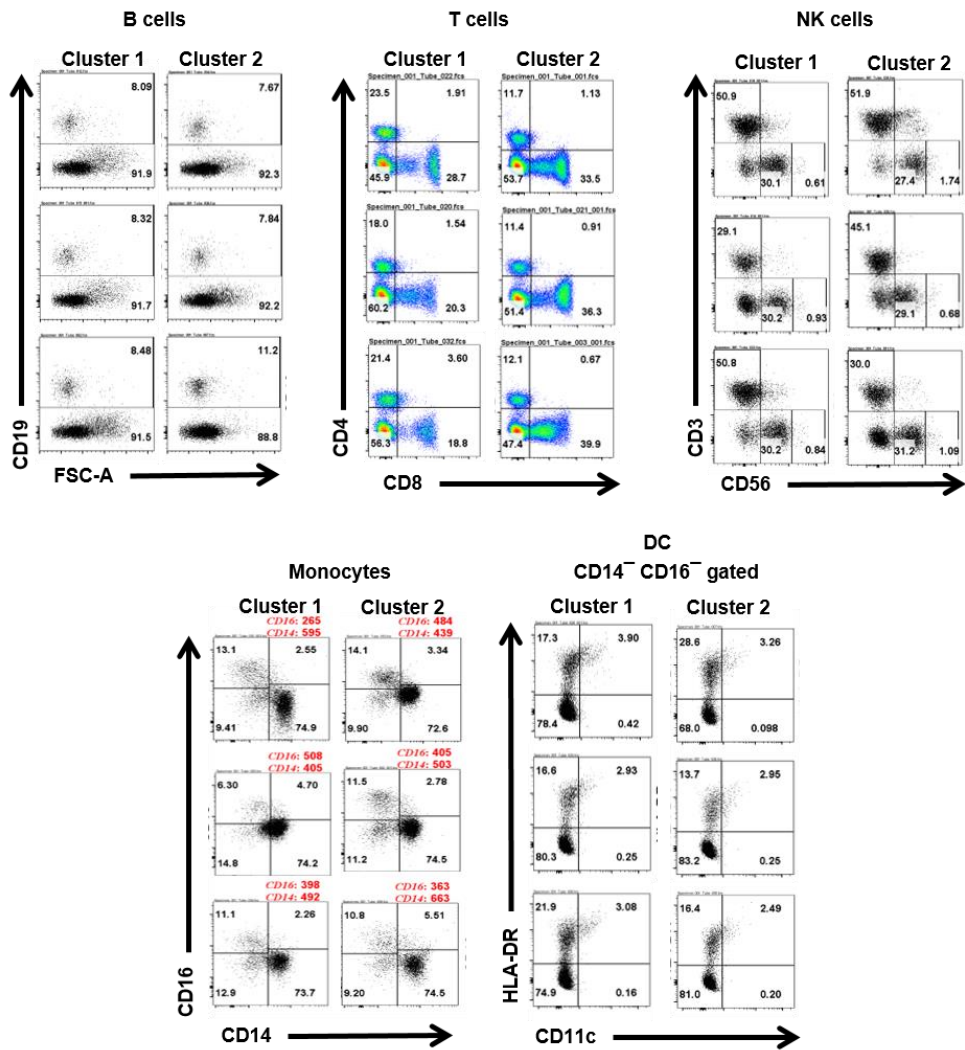 B cells
T cells
NK cells
Cluster 1 Cluster 2
Cluster 1 Cluster 2
Cluster 1 Cluster 2
Specimen_001_Tube_022.fcs Specimen_001_Tube_001.fcs
8.09 7.67
23.5 1.91 11.7 1.13
50.9 51.9
91.9 92.3
45.9 28.7 53.7 33.5
30.1 0.61 27.4 1.74
Specimen_001_Tube_020.fcs Specimen_001_Tube_021_001.fcs
8.32 7.84
18.0 1.54 11.4 0.91
29.1 45.1
91.7 92.2
60.2 20.3 51.4 36.3
30.2 0.93 29.1 0.68
Specimen_001_Tube_032.fcs Specimen_001_Tube_003_001.fcs
8.48 11.2
21.4 3.60 12.1 0.67
50.8 30.0
91.5 88.8
56.3 18.8 47.4 39.9
30.2 0.84 31.2 1.09
CD19
FSC-A
CD4
CD8
CD3
CD56
Monocytes
DC
CD14⁻ CD16⁻ gated
Cluster 1 Cluster 2
Cluster 1 Cluster 2
CD16: 265 CD16: 484
CD14: 595 CD14: 439
13.1 2.55 14.1 3.34
17.3 3.90 28.6 3.26
9.41 74.9 9.90 72.6
78.4 0.42 68.0 0.098
CD16: 508 CD16: 405
CD14: 405 CD14: 503
6.30 4.70 11.5 2.78
16.6 2.93 13.7 2.95
14.8 74.2 11.2 74.5
80.3 0.25 83.2 0.25
CD16: 398 CD16: 363
CD14: 492 CD14: 663
11.1 2.26 10.8 5.51
21.9 3.08 16.4 2.49
12.9 73.7 9.20 74.5
74.9 0.16 81.0 0.20
CD16
CD14
HLA-DR
CD11c